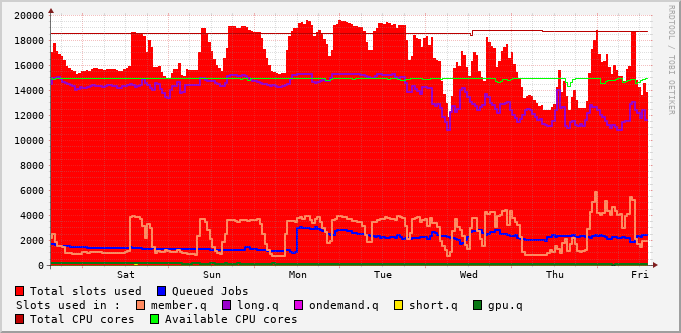 RRDTOOL / TOBI OETIKER
20000
18000
16000
14000
12000
10000
8000
6000
4000
2000
0
Sat Sun Mon Tue Wed Thu Fri
Total slots used Queued Jobs
Slots used in : member.q long.q ondemand.q short.q gpu.q
Total CPU cores Available CPU cores